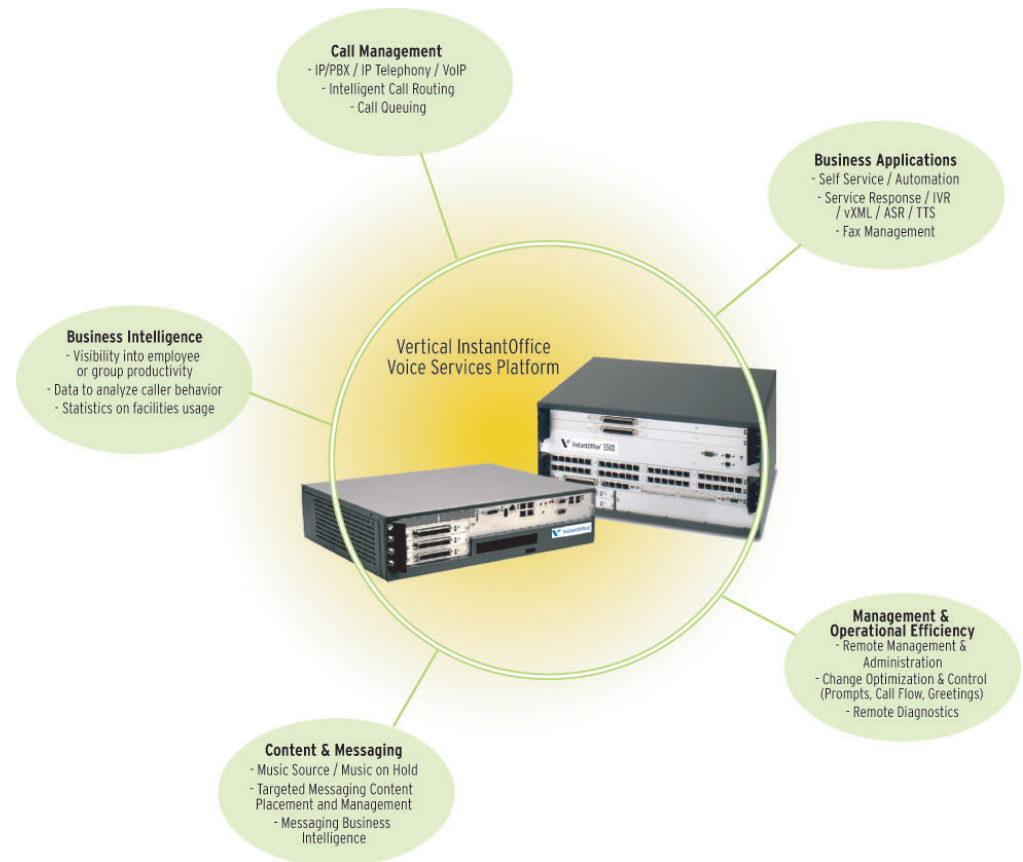 Call Management
- IP/PBX / IP Telephony / VoIP
- Intelligent Call Routing
- Call Queuing
Business Applications
- Self Service / Automation
- Service Response / IVR
/ vXML / ASR / TTS
- Fax Management
Business Intelligence
- Visibility into employee
or group productivity
- Data to analyze caller behavior
- Statistics on facilities usage
Vertical InstantOffice
Voice Services Platform
InstantOffice® 3500
InstantOffice®
Management &
Operational Efficiency
- Remote Management &
Administration
- Change Optimization & Control
(Prompts, Call Flow, Greetings)
- Remote Diagnostics
Content & Messaging
- Music Source / Music on Hold
- Targeted Messaging Content
Placement and Management
- Messaging Business
Intelligence